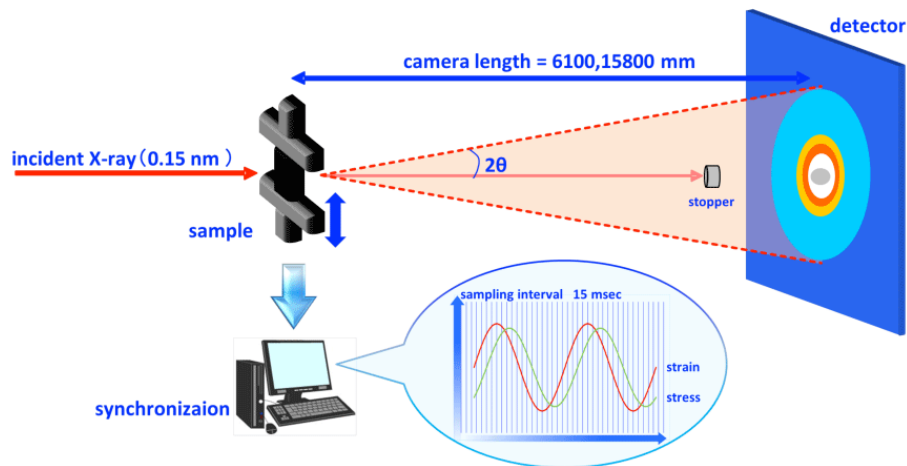 detector
camera length = 6100,15800 mm
incident X-ray(0.15 nm )
2θ
stopper
sample
sampling interval 15 msec
strain
stress
synchronizaion